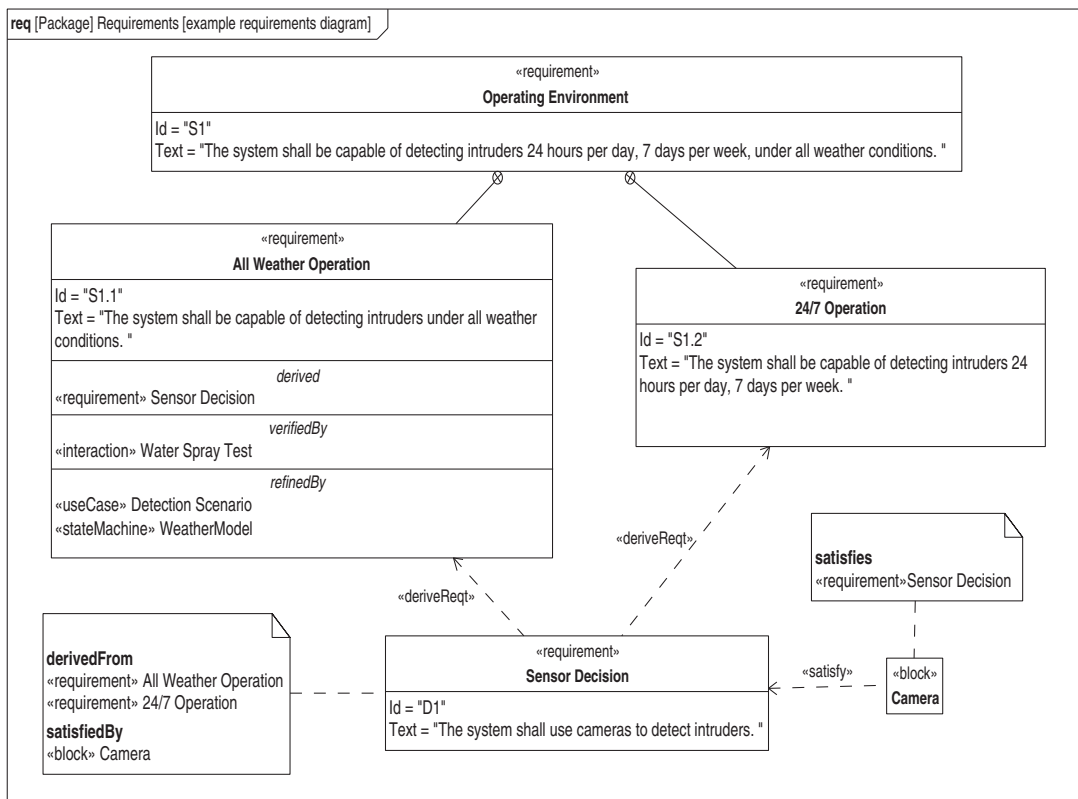 req [Package] Requirements [example requirements diagram]
«requirement»
Operating Environment
Id = "S1"
Text = "The system shall be capable of detecting intruders 24 hours per day, 7 days per week, under all weather conditions. "
«requirement»
All Weather Operation
Id = "S1.1"
Text = "The system shall be capable of detecting intruders under all weather
conditions. "
derived
«requirement» Sensor Decision
verifiedBy
«interaction» Water Spray Test
refinedBy
«useCase» Detection Scenario
«stateMachine» WeatherModel
«requirement»
24/7 Operation
Id = "S1.2"
Text = "The system shall be capable of detecting intruders 24
hours per day, 7 days per week. "
«deriveReqt»
«deriveReqt»
satisfies
«requirement»Sensor Decision
derivedFrom
«requirement» All Weather Operation
«requirement» 24/7 Operation
satisfiedBy
«block» Camera
«requirement»
Sensor Decision
Id = "D1"
Text = "The system shall use cameras to detect intruders. "
«satisfy»
«block»
Camera